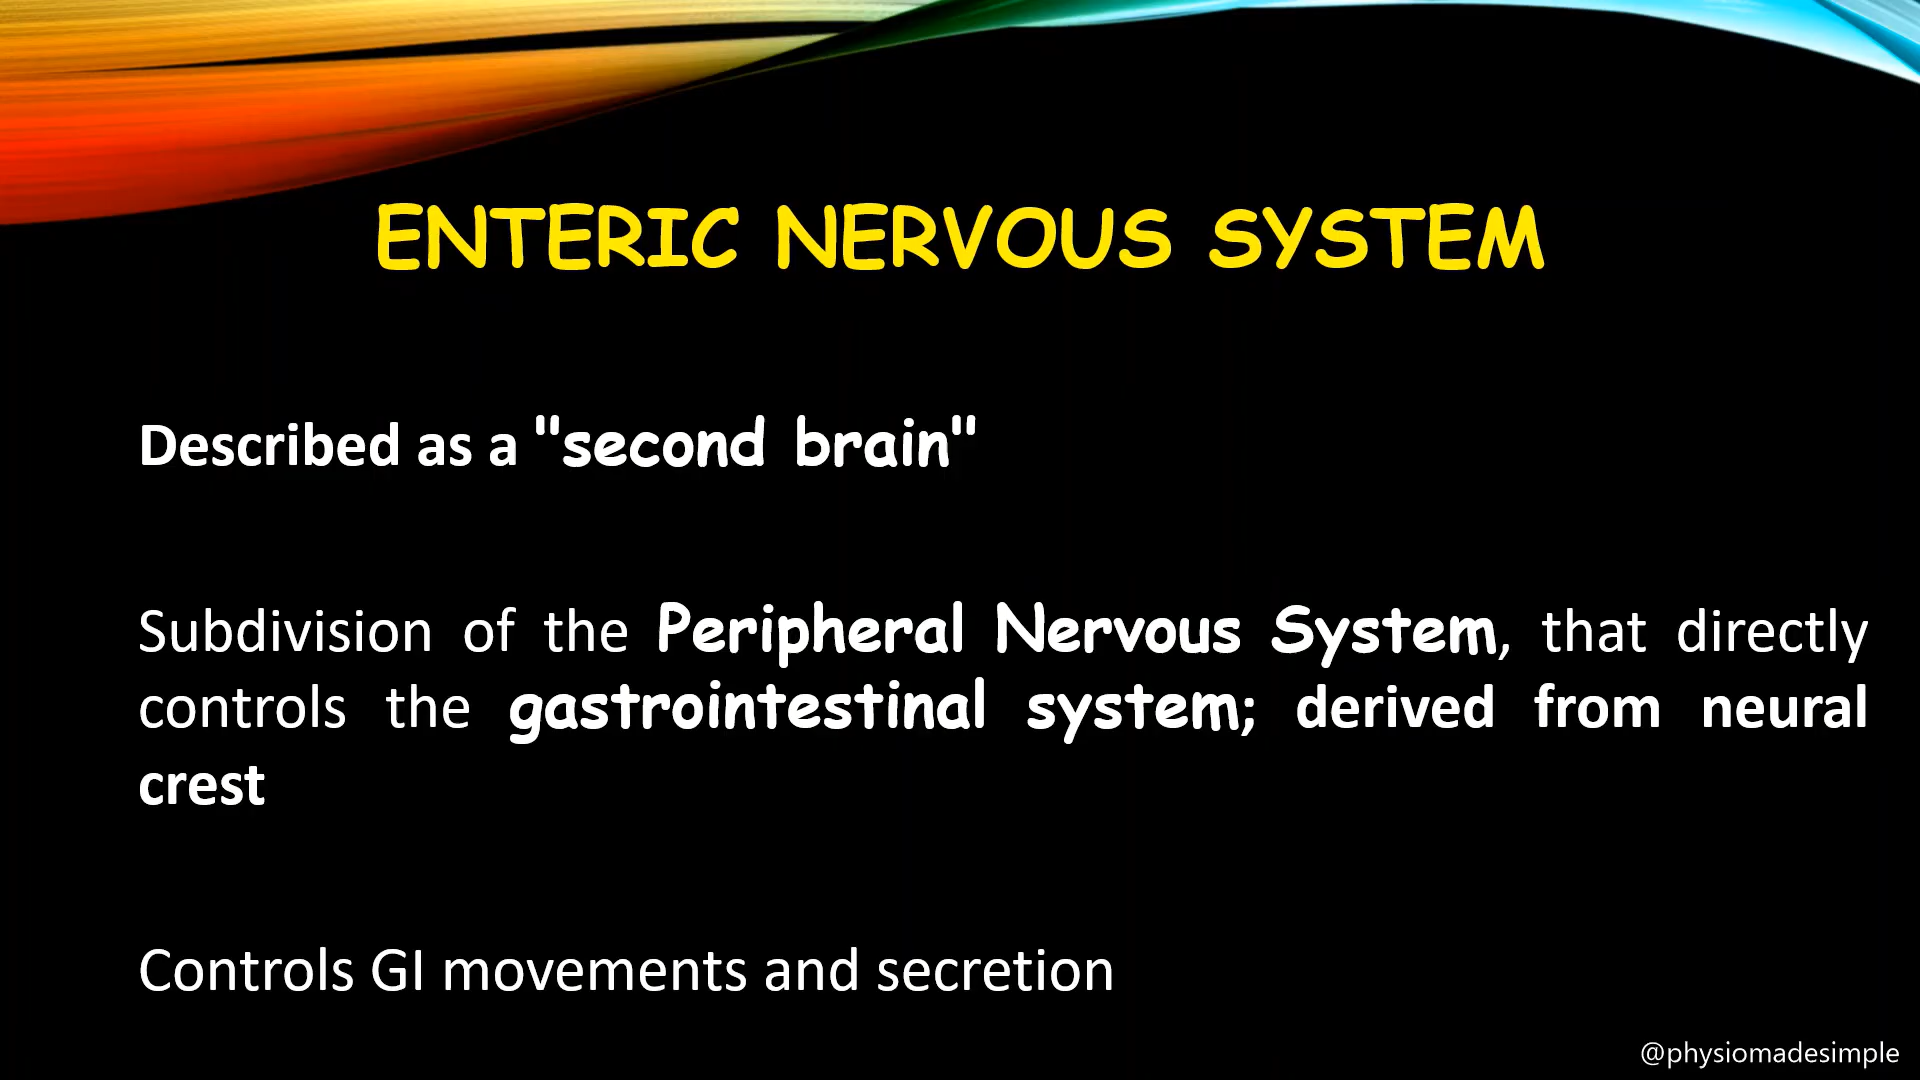 ENTERIC NERVOUS SYSTEM
Described as a "second brain"
Subdivision of the Peripheral Nervous System, that directly
controls the gastrointestinal system; derived from neural
crest
Controls GI movements and secretion
@physiomadesimple